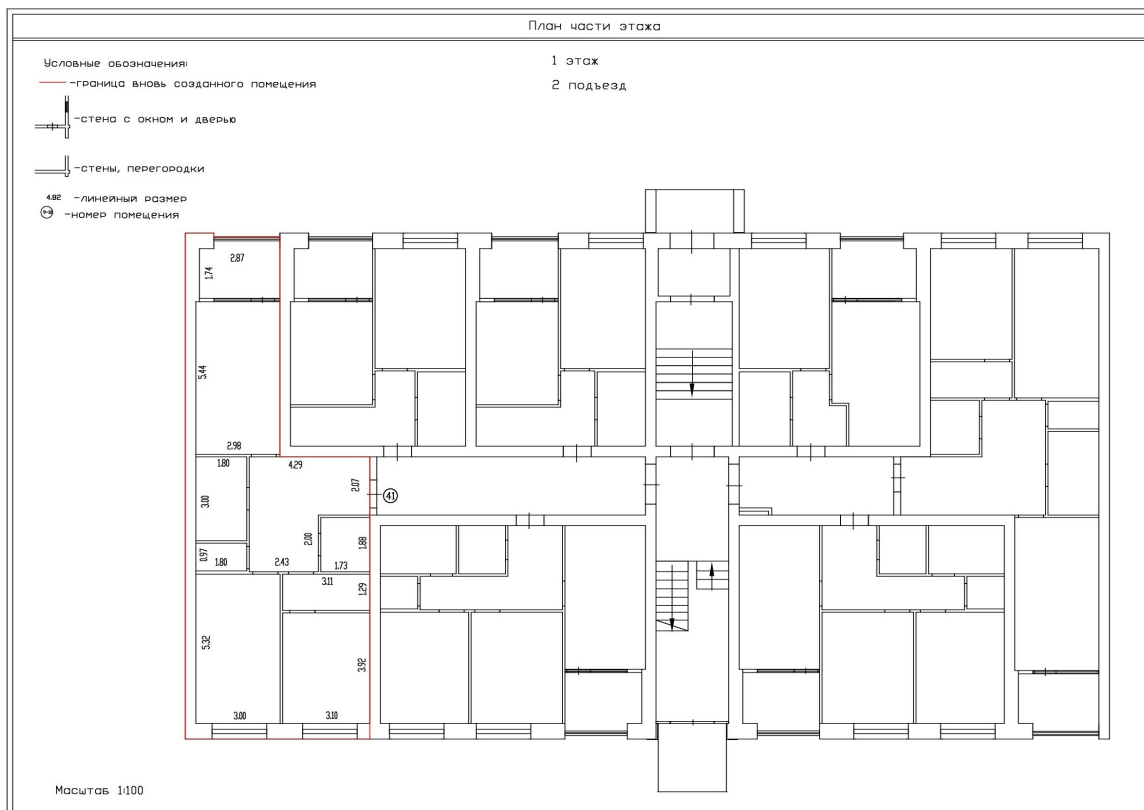 План части этажа
Условные обозначения:
-граница вновь созданного помещения
-стена с окном и дверью
-стены, перегородки
4.82 -линейный размер
-номер помещения
1 этаж
2 подъезд
2.87
1.74
5.44
2.98
1.80
4.29
2.07
41
3.00
2.00
1.88
0.97
1.80
2.43
1.73
3.11
1.29
5.32
3.92
3.00
3.10
Масштаб 1:100